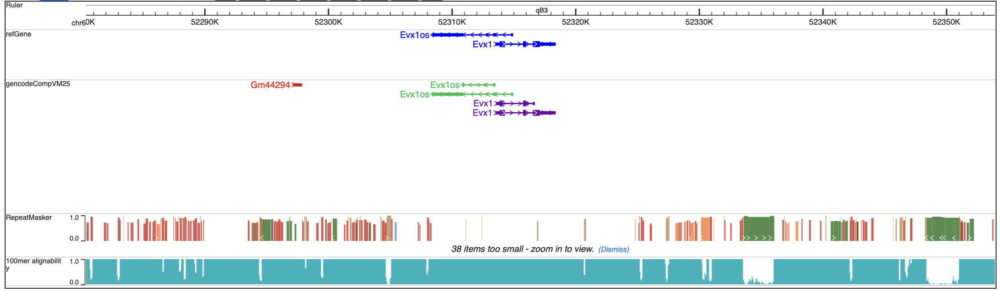 Ruler
qB3
chr6 0K 52290K 52300K 52310K 52320K 52330K 52340K 52350K
refGene
Evx1os
Evx1
gencodeCompVM25
Gm44294 Evx1os
Evx1os
Evx1
Evx1
RepeatMasker 1.0
0.0
38 items too small - zoom in to view. (Dismiss)
100mer alignabilit 1.0
y
0.0